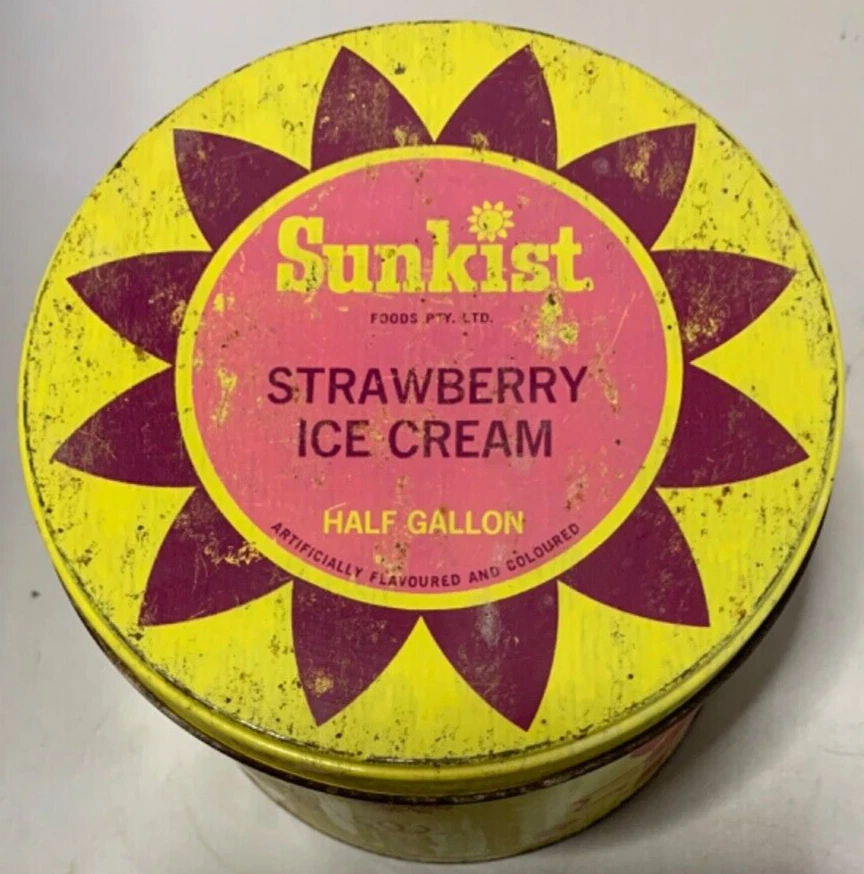 Sunkist
FOODS PTY. LTD.
STRAWBERRY
ICE CREAM
HALF GALLON
ARTIFICIALLY FLAVOURED AND COLOURED